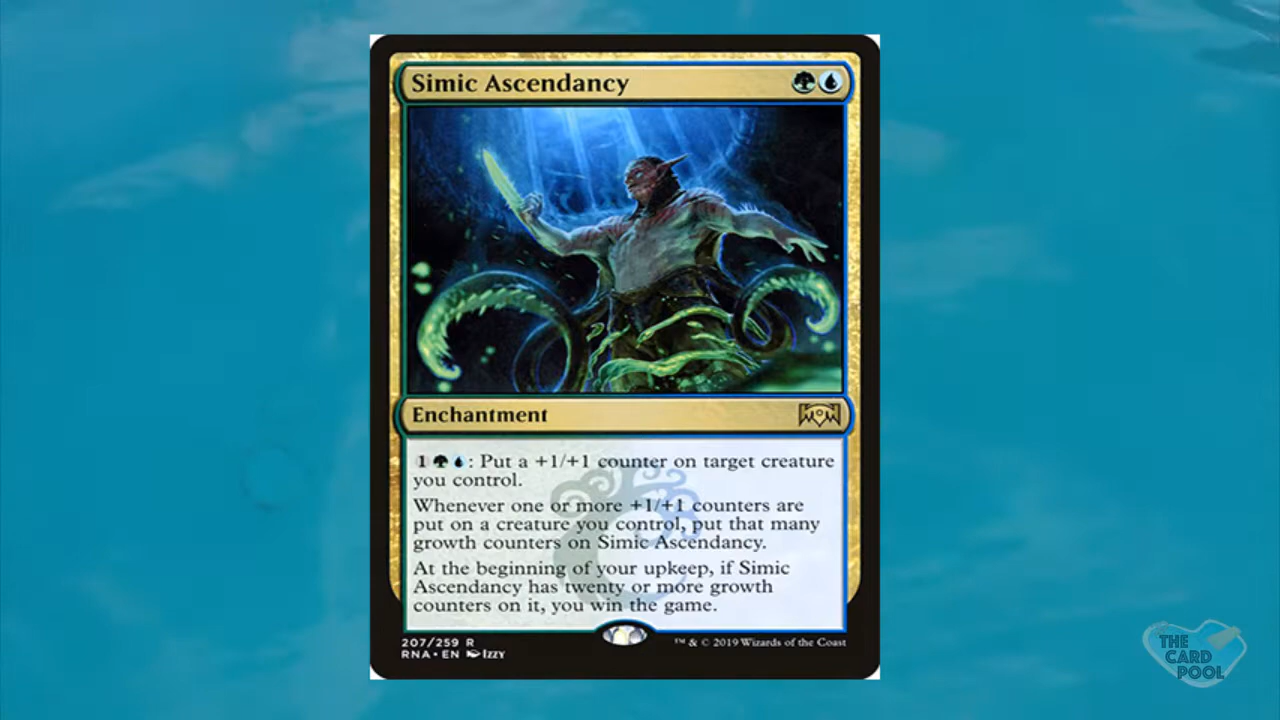 Simic Ascendancy
Enchantment
1 : Put a +1/+1 counter on target creature
you control.
Whenever one or more +1/+1 counters are
put on a creature you control, put that many
growth counters on Simic Ascendancy.
At the beginning of your upkeep, if Simic
Ascendancy has twenty or more growth
counters on it, you win the game.
207/259 R
RNA • EN Izzy
™ & © 2019 Wizards of the Coast
THE
CARD
POOL